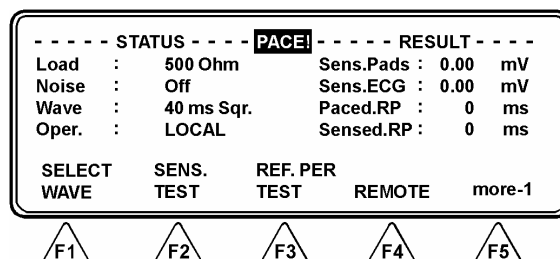 - - - - - STATUS - - - - PACE! - - - - - RESULT - - - -
Load : 500 Ohm Sens.Pads : 0.00 mV
Noise : Off Sens.ECG : 0.00 mV
Wave : 40 ms Sqr. Paced.RP : 0 ms
Oper. : LOCAL Sensed.RP : 0 ms
SELECT SENS. REF. PER
WAVE TEST TEST REMOTE more-1
F1 F2 F3 F4 F5